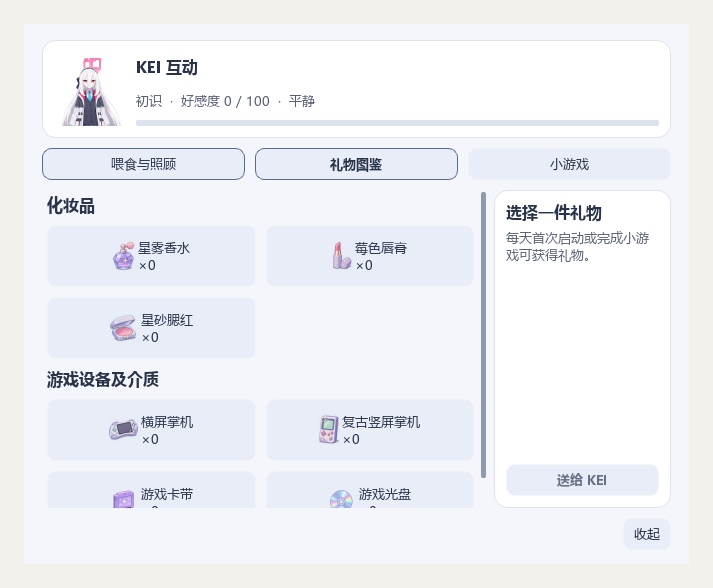 KEI 互动
初识 · 好感度 0 / 100 · 平静
喂食与照顾
礼物图鉴
小游戏
化妆品
星雾香水
×0
莓色唇膏
×0
星砂腮红
×0
游戏设备及介质
横屏掌机
×0
复古竖屏掌机
×0
游戏卡带
游戏光盘
选择一件礼物
每天首次启动或完成小游
戏可获得礼物。
送给 KEI
收起